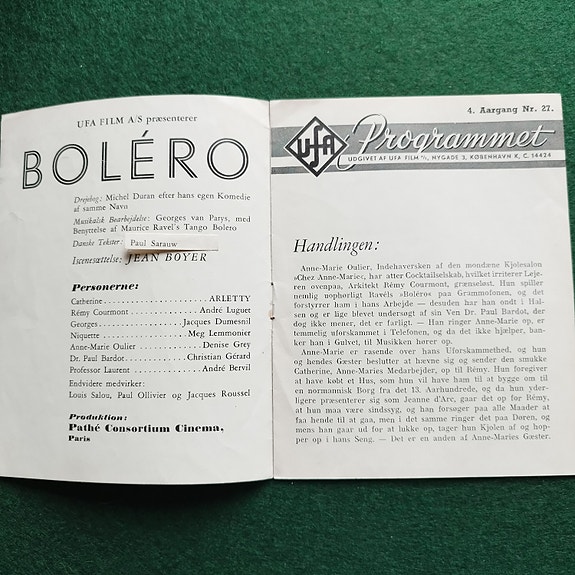 UFA FILM A/S præsenterer
BOLÉRO
Drejebog: Michel Duran efter hans egen Komedie
af samme Navn
Musikalsk Bearbejdelse: Georges van Parys, med
Benyttelse af Maurice Ravel's Tango Bolero
Danske Tekster: Paul Sarauw
Iscenesættelse: JEAN BOYER
Personerne:
Catherine ARLETTY
Rémy Courmont André Luguet
Georges Jacques Dumesnil
Niquette Meg Lemmonier
Anne-Marie Oulier Denise Grey
Dr. Paul Bardot Christian Gérard
Professor Laurent André Bervil
Endvidere medvirker:
Louis Salou, Paul Ollivier og Jacques Roussel
Produktion:
Pathé Consortium Cinema,
Paris
4. Aargang Nr. 27.
UFA Programmet
UDGIVET AF UFA FILM A/S, NYGADE 3, KØBENHAVN K, C. 14424
Handlingen:
Anne-Marie Oulier, Indehaversken af den mondæne Kjolesalon
»Chez Anne-Marie«, har atter Cocktailselskab, hvilket irriterer Leje-
ren ovenpaa, Arkitekt Rémy Courmont, grænseløst. Han spiller
nemlig uophørligt Ravéls »Boléro« paa Grammofonen, og det
forstyrrer ham i hans Arbejde — desuden har han ondt i Hal-
sen og er lige blevet undersøgt af sin Ven Dr. Paul Bardot, der
dog ikke mener, det er farligt. — Han ringer Anne-Marie op, er
temmelig uforskammet i Telefonen, og da det ikke hjælper, ban-
ker han i Gulvet, til Musikken hører op.
Anne-Marie er rasende over hans Uforskammethed, og hun
og hendes Gæster beslutter at hævne sig og sender den smukke
Catherine, Anne-Maries Medarbejder, op til Rémy. Hun foregiver
at have købt et Hus, som hun vil have ham til at bygge om til
en normannisk Borg fra det 13. Aarhundrede, og da hun yder-
ligere præsenterer sig som Jeanne d'Arc, gaar det op for Rémy,
at hun maa være sindssyg, og han forsøger paa alle Maader at
faa hende til at gaa, men i det samme ringer det paa Døren, og
mens han gaar ud for at lukke op, tager hun Kjolen af og hop-
per op i hans Seng. — Det er en anden af Anne-Maries Gæster.